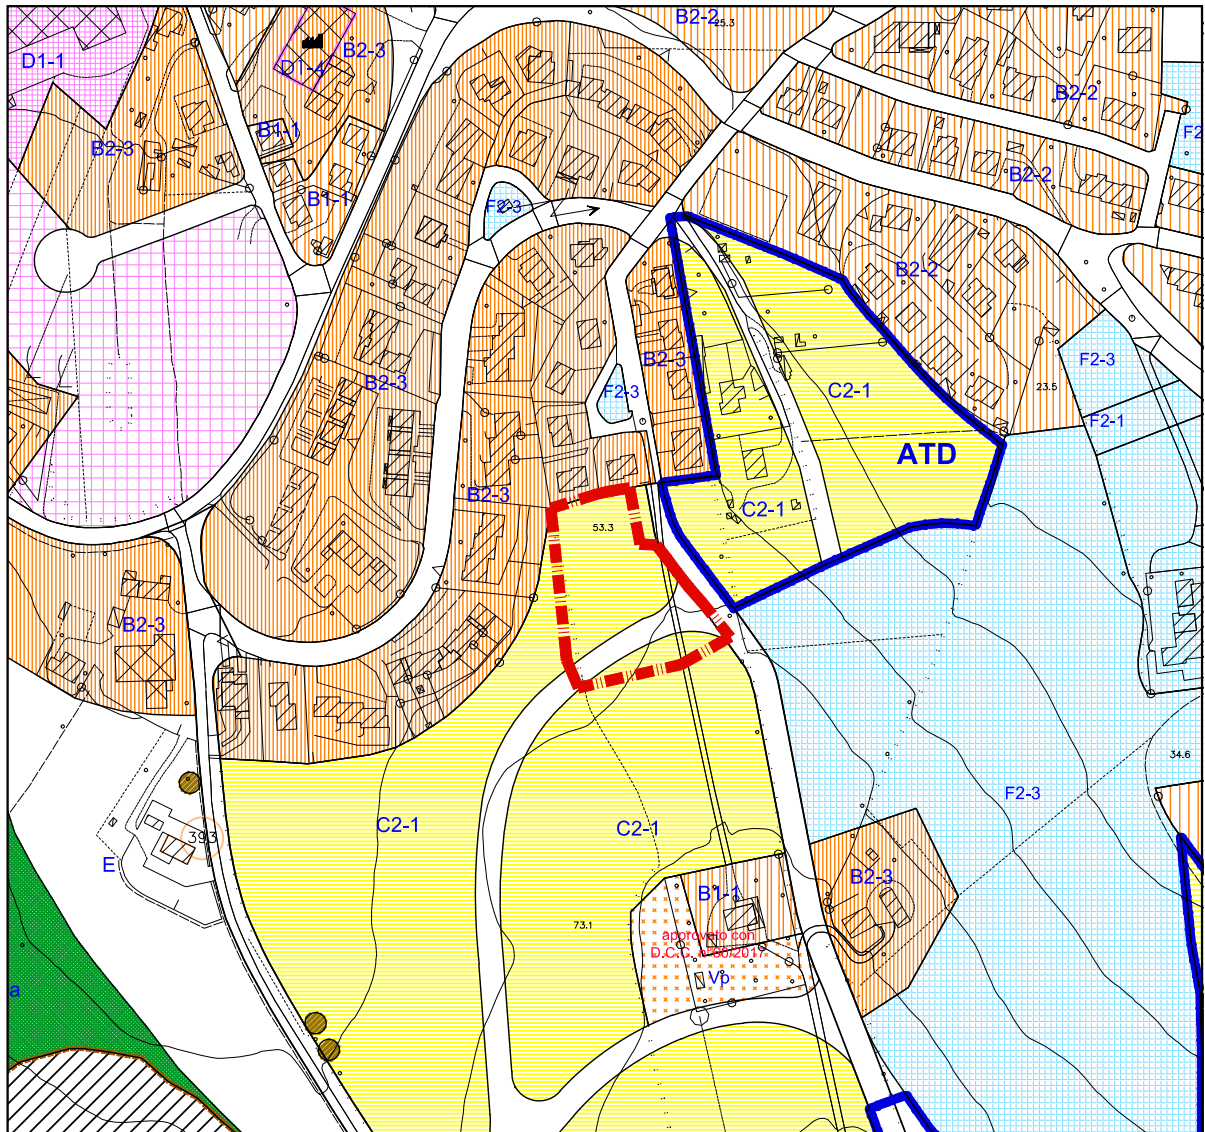 B2-2
25.3
D1-1
B2-3
D1-4
B2-2
B1-1
F2
B2-3
B2-2
B1-1
F2-3
B2-2
B2-3
F2-3
B2-3
F2-3
C2-1
23.5
F2-1
ATD
B2-3
C2-1
53.3
B2-3
34.6
F2-3
C2-1
C2-1
393
E
B2-3
B1-1
73.1
approvato con
D.C.C. n°60/2017
Vp
a